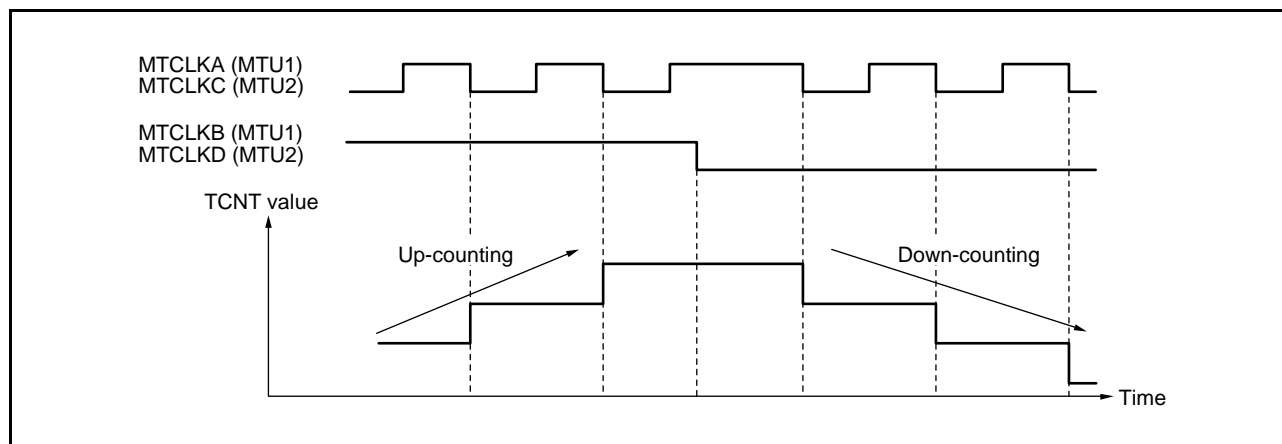 MTCLKA (MTU1)
MTCLKC (MTU2)
MTCLKB (MTU1)
MTCLKD (MTU2)
TCNT value
Up-counting
Down-counting
Time